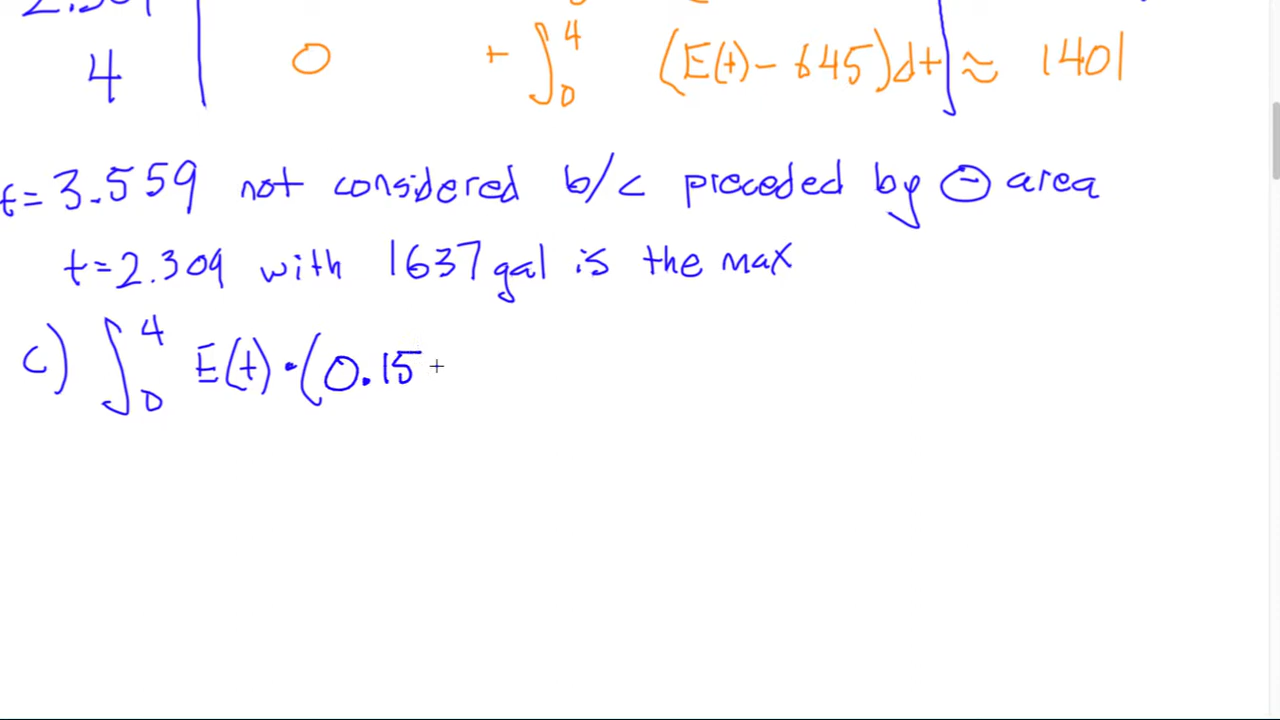 4 | 0 + ∫₀⁴ (E(t) - 645)dt ≈ 1401
t = 3.559 not considered b/c preceded by ⊖ area
t = 2.309 with 1637 gal is the max
c) ∫₀⁴ E(t) · (0.15